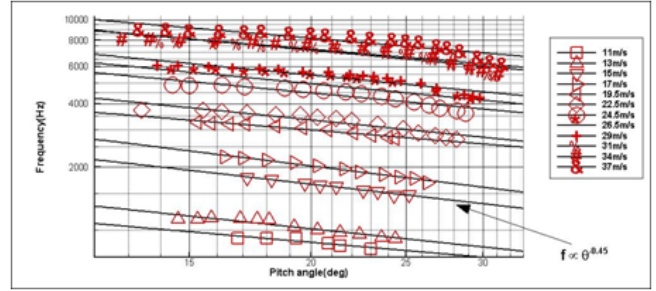 10000
8000
6000
4000
2000
Frequency(Hz)
15
20
25
30
Pitch angle(deg)
11m/s
13m/s
15m/s
17m/s
19.5m/s
22.5m/s
24.5m/s
26.5m/s
29m/s
31m/s
34m/s
37m/s
f ∝ θ^-0.45